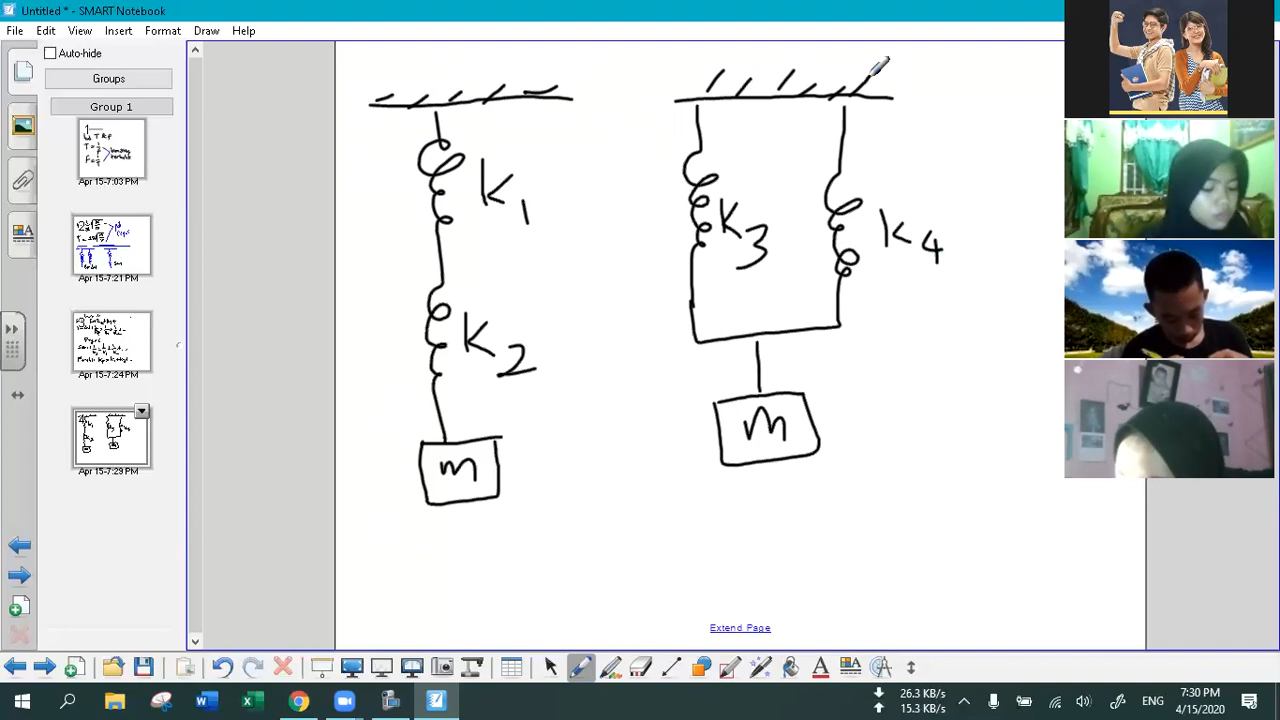 Untitled * - SMART Notebook
File Edit View Insert Format Draw Help
Auto-hide
Groups
Group 1
Apr 15-7:03 PM
Apr 15-7:21 PM
Apr 15-7:24 PM
Apr 15-7:29 PM
K1
K2
m
K3
K4
m
Extend Page
26.3 KB/s
15.3 KB/s
ENG
7:30 PM
4/15/2020